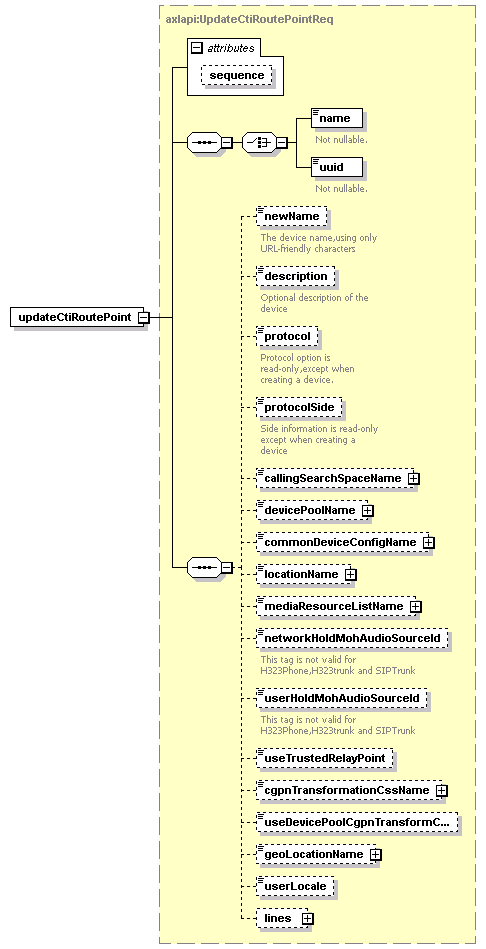 axlapi:UpdateCtiRoutePointReq
attributes
sequence
name
Not nullable.
uuid
Not nullable.
newName
The device name,using only
URL-friendly characters
description
Optional description of the
device
updateCtiRoutePoint
protocol
Protocol option is
read-only,except when
creating a device.
protocolSide
Side information is read-only
except when creating a
device
callingSearchSpaceName
devicePoolName
commonDeviceConfigName
locationName
mediaResourceListName
networkHoldMohAudioSourceId
This tag is not valid for
H323Phone,H323trunk and SIPTrunk
userHoldMohAudioSourceId
This tag is not valid for
H323Phone,H323trunk and SIPTrunk
useTrustedRelayPoint
cgpnTransformationCssName
useDevicePoolCgpnTransformC...
geoLocationName
userLocale
lines